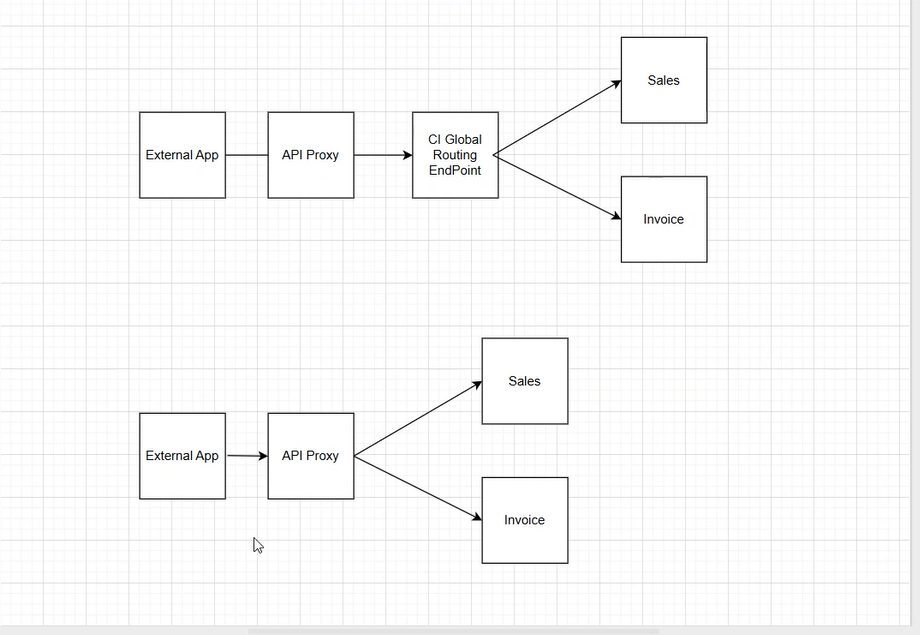 Sales
External App
API Proxy
CI Global
Routing
EndPoint
Invoice
Sales
External App
API Proxy
Invoice